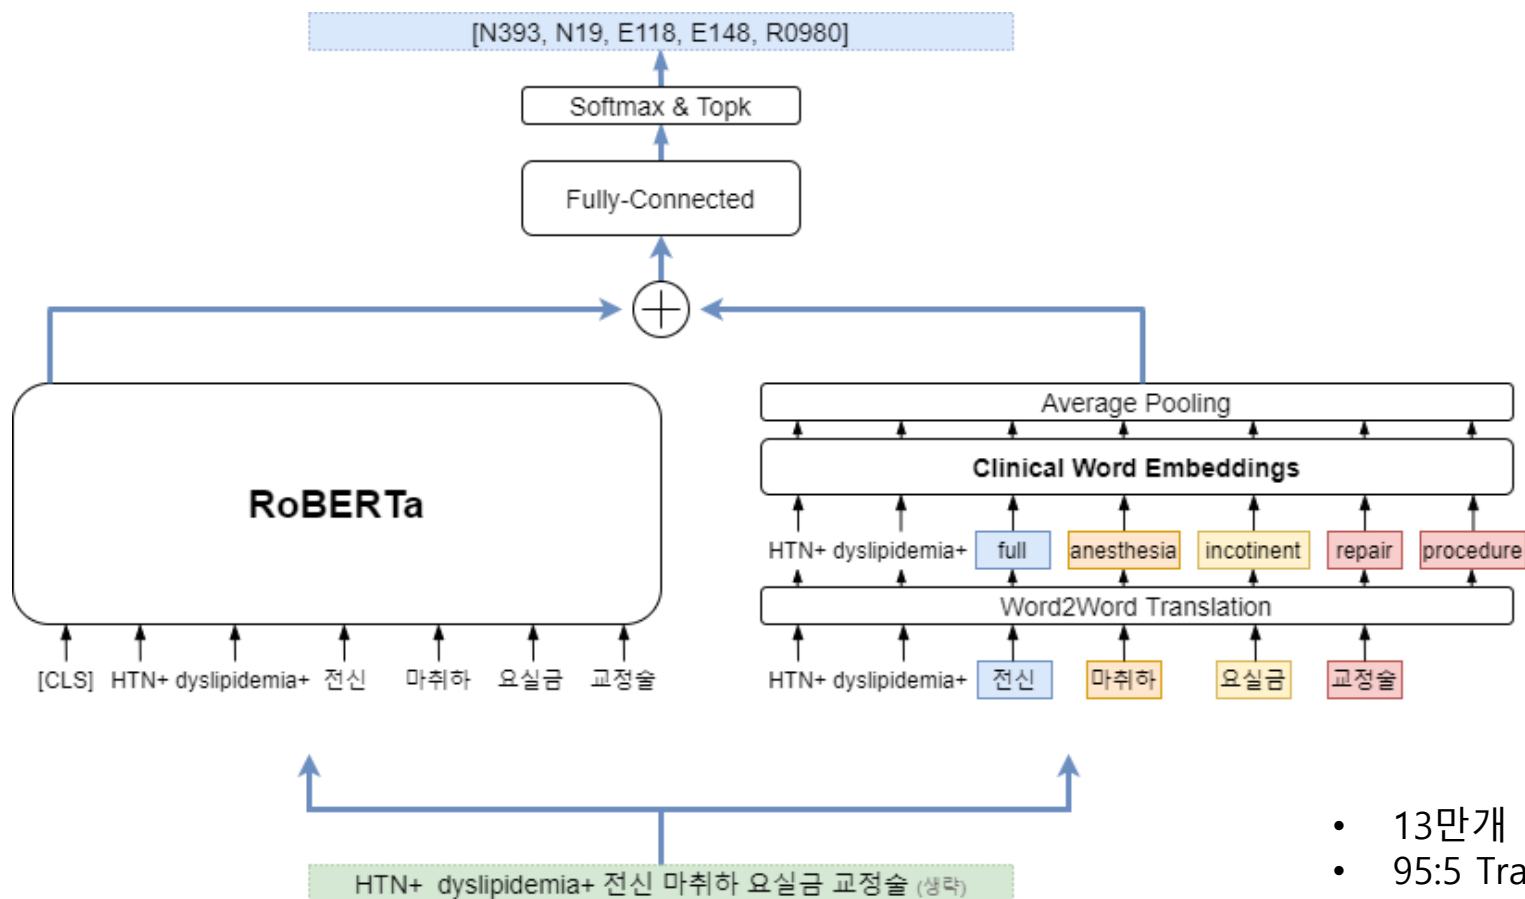 [N393, N19, E118, E148, R0980]
Softmax & Topk
Fully-Connected
RoBERTa
[CLS] HTN+ dyslipidemia+ 전신 마취하 요실금 교정술
Average Pooling
Clinical Word Embeddings
HTN+ dyslipidemia+ full anesthesia incotinent repair procedure
Word2Word Translation
HTN+ dyslipidemia+ 전신 마취하 요실금 교정술
• 13만개
• 95:5 Tra
HTN+ dyslipidemia+ 전신 마취하 요실금 교정술 (생략)